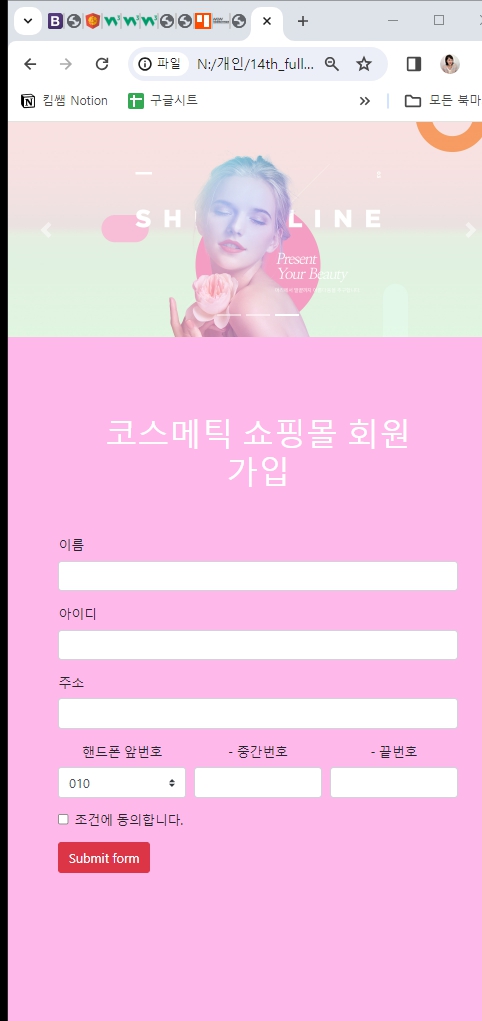 파일
N:/개인/14th_full...
킴쌤 Notion
구글시트
모든 북마
Present
Your Beauty
코스메틱 쇼핑몰 회원
가입
이름
아이디
주소
핸드폰 앞번호 - 중간번호 - 끝번호
010
조건에 동의합니다.
Submit form